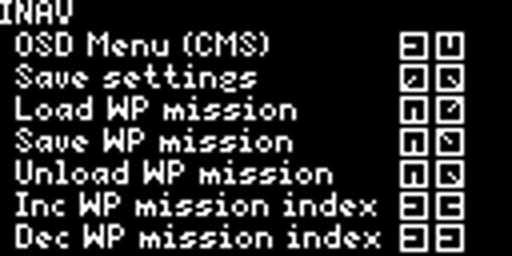 INAV
OSD Menu (CMS)
Save settings
Load WP mission
Save WP mission
Unload WP mission
Inc WP mission index
Dec WP mission index